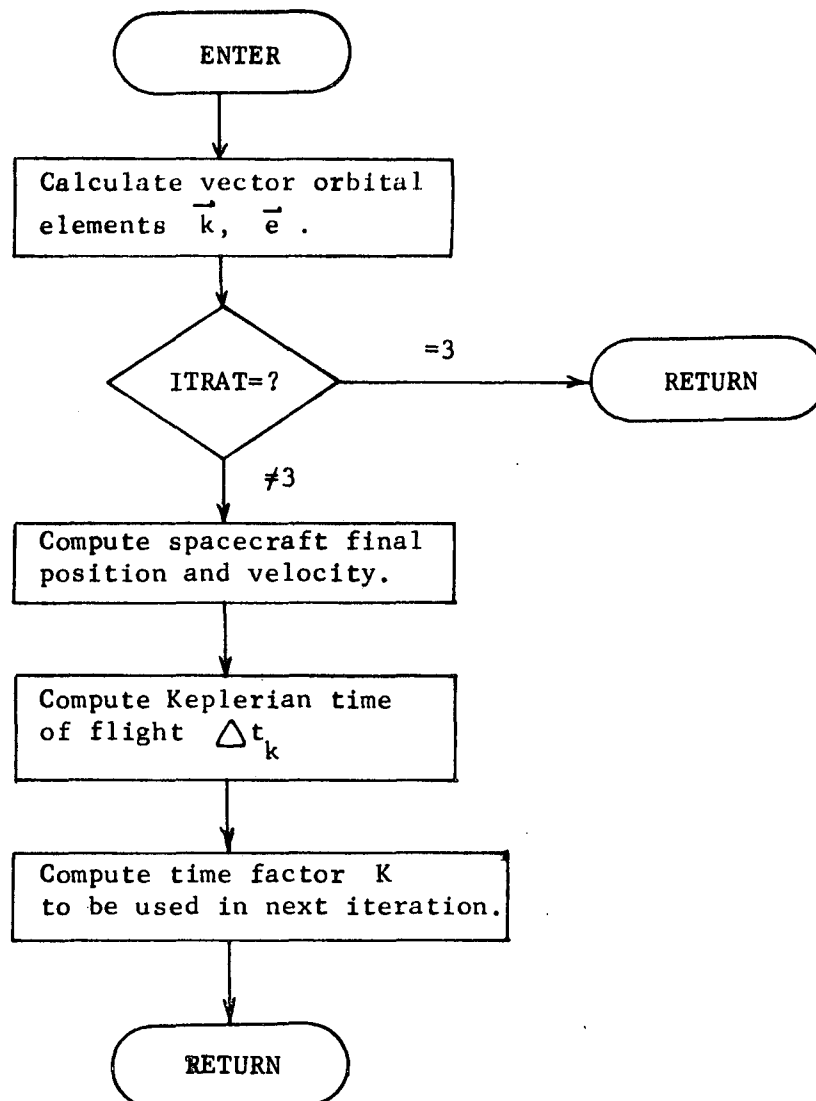 ENTER
Calculate vector orbital
elements k⃗, e⃗ .
ITRAT=?
=3
RETURN
≠3
Compute spacecraft final
position and velocity.
Compute Keplerian time
of flight Δt_k
Compute time factor K
to be used in next iteration.
RETURN